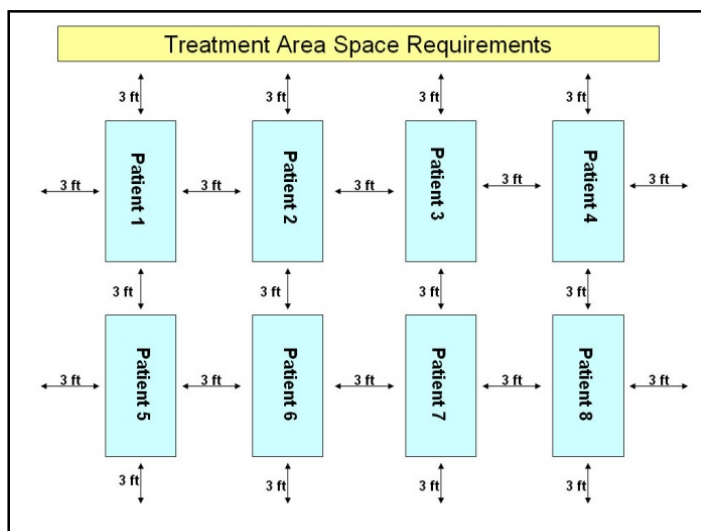 Treatment Area Space Requirements
3 ft 3 ft 3 ft 3 ft
Patient 1 Patient 2 Patient 3 Patient 4
3 ft 3 ft 3 ft 3 ft 3 ft
3 ft 3 ft 3 ft 3 ft
Patient 5 Patient 6 Patient 7 Patient 8
3 ft 3 ft 3 ft 3 ft 3 ft
3 ft 3 ft 3 ft 3 ft